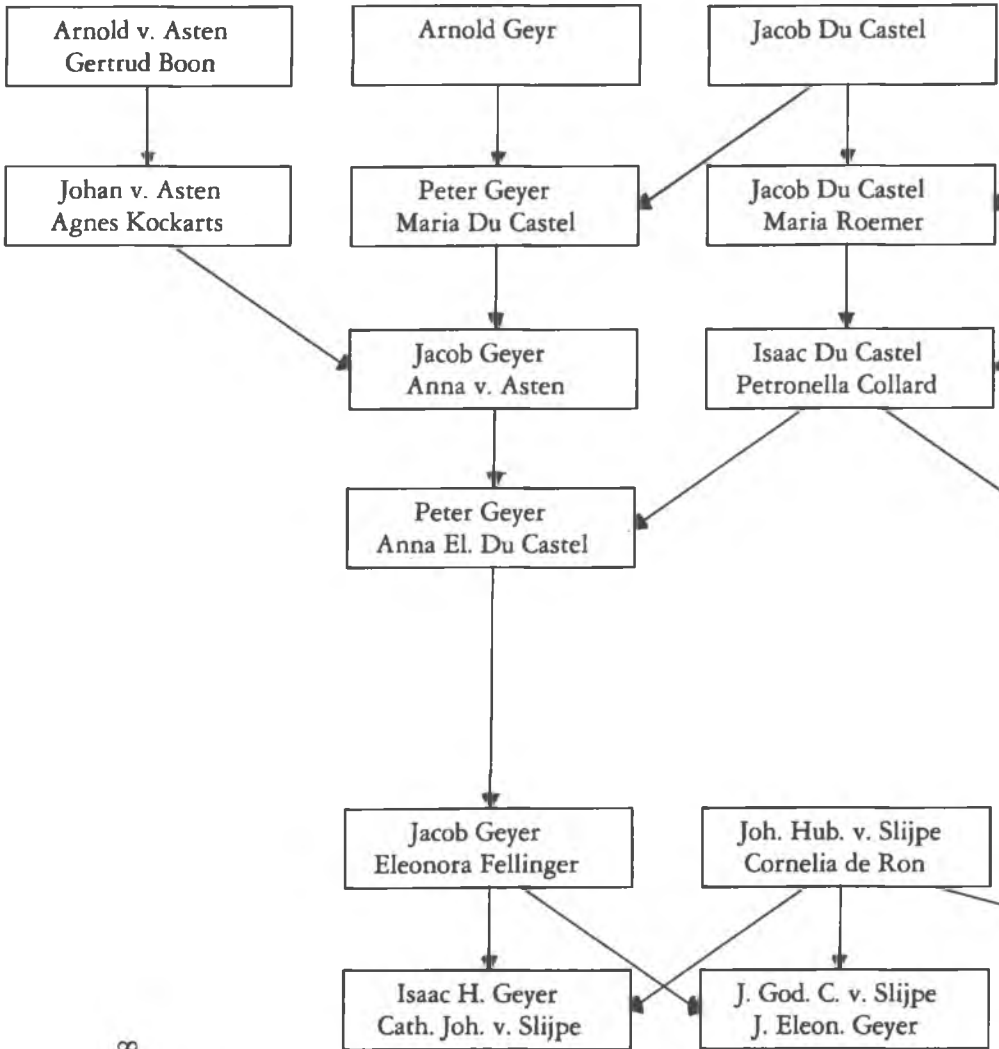 Arnold v. Asten
Gertrud Boon
Arnold Geyr
Jacob Du Castel
Johan v. Asten
Agnes Kockarts
Peter Geyer
Maria Du Castel
Jacob Du Castel
Maria Roemer
Jacob Geyer
Anna v. Asten
Isaac Du Castel
Petronella Collard
Peter Geyer
Anna El. Du Castel
Jacob Geyer
Eleonora Fellinger
Joh. Hub. v. Slijpe
Cornelia de Ron
Isaac H. Geyer
Cath. Joh. v. Slijpe
J. God. C. v. Slijpe
J. Eleon. Geyer